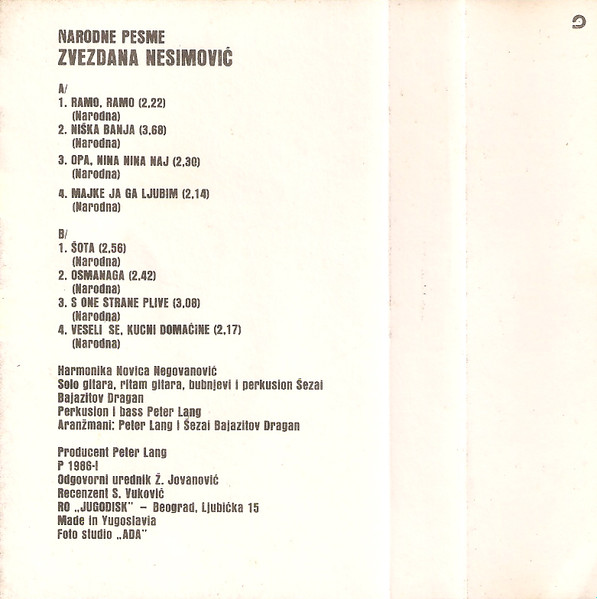 NARODNE PESME
ZVEZDANA NESIMOVIĆ
A/
1. RAMO, RAMO (2,22)
(Narodna)
2. NIŠKA BANJA (3,68)
(Narodna)
3. OPA, NINA NINA NAJ (2,30)
(Narodna)
4. MAJKE JA GA LJUBIM (2,14)
(Narodna)
B/
1. ŠOTA (2,56)
(Narodna)
2. OSMANAGA (2,42)
(Narodna)
3. S ONE STRANE PLIVE (3,08)
(Narodna)
4. VESELI SE, KUCNI DOMAĆINE (2,17)
(Narodna)
Harmonika Novica Negovanović
Solo gitara, ritam gitara, bubnjevi i perkusion Šezai
Bajazitov Dragan
Perkusion i bass Peter Lang
Aranžmani: Peter Lang i Šezai Bajazitov Dragan
Producent Peter Lang
P 1986-I
Odgovorni urednik Ž. Jovanović
Recenzent S. Vuković
RO „JUGODISK" – Beograd, Ljubička 15
Made in Yugoslavia
Foto studio „ADA"